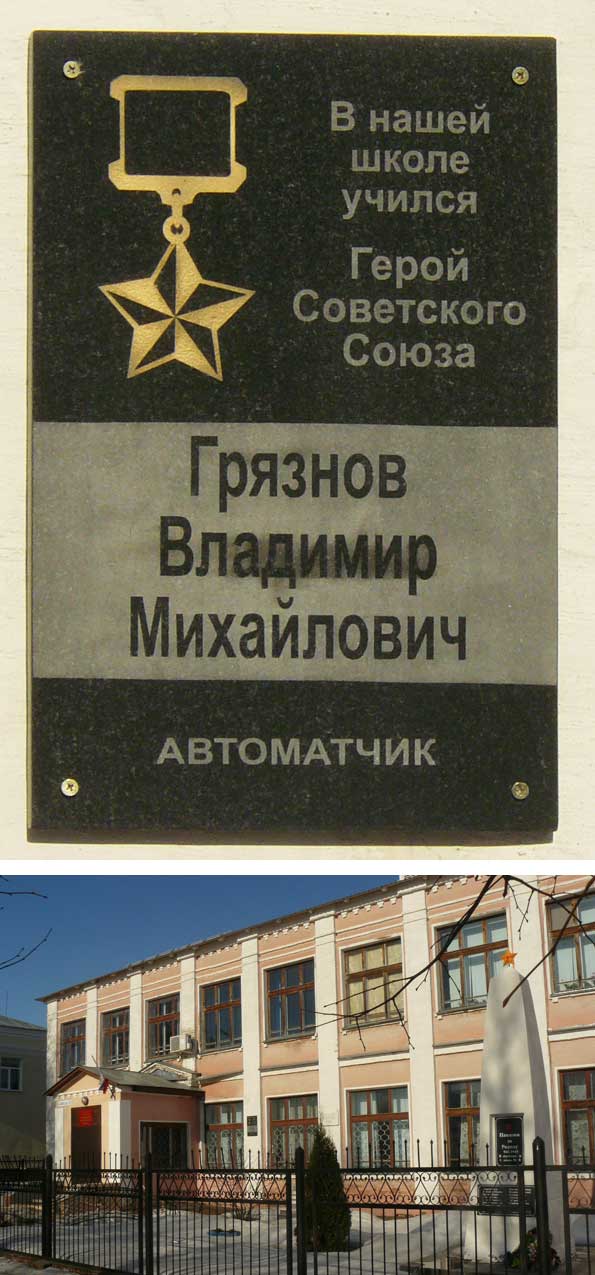 В нашей
школе
учился
Герой
Советского
Союза
Грязнов
Владимир
Михайлович
АВТОМАТЧИК